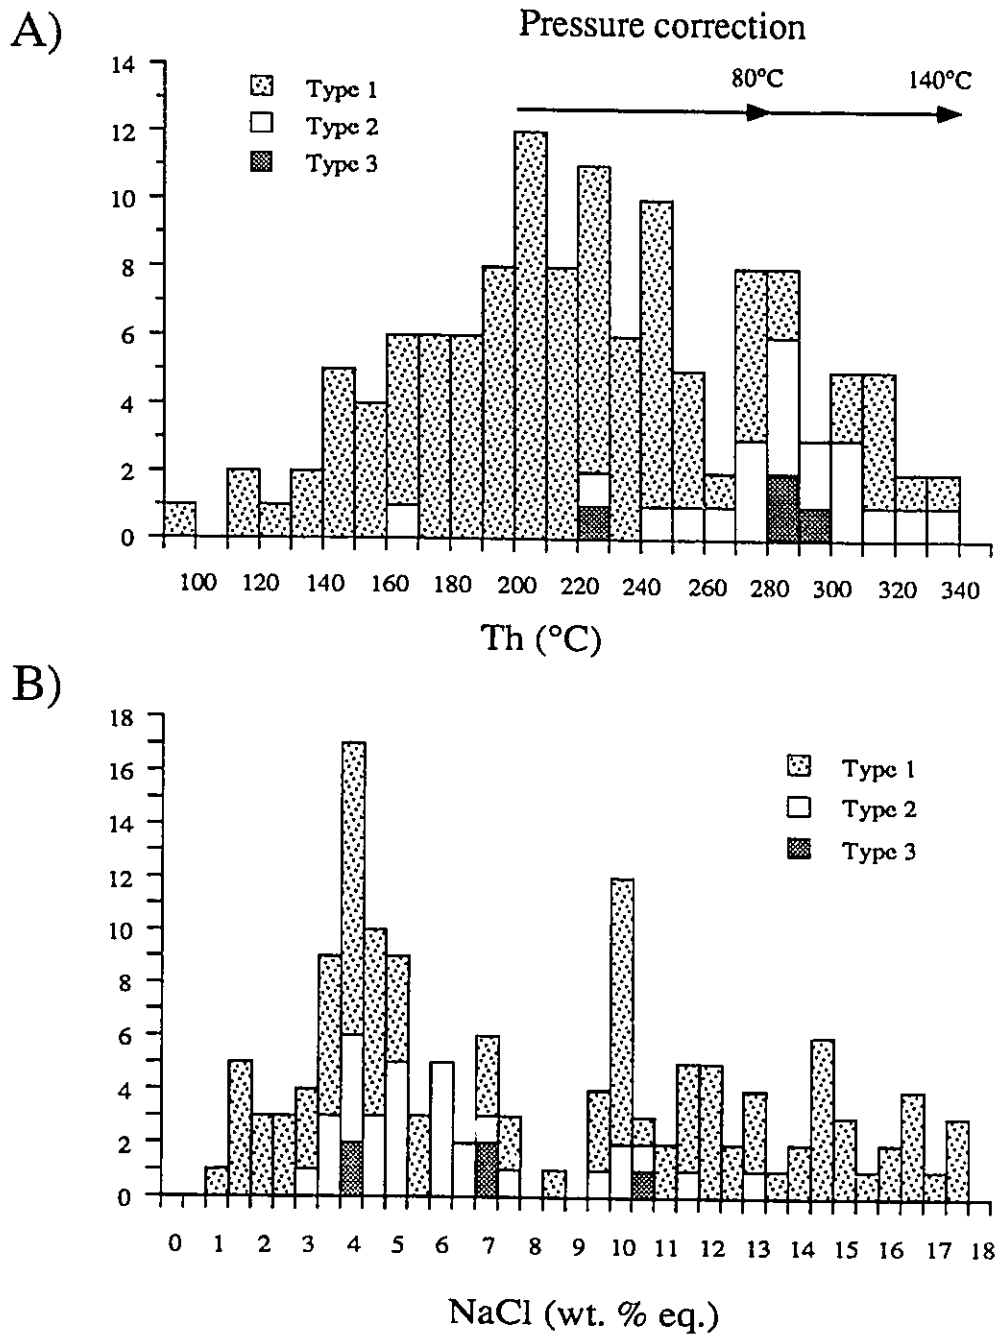 A)
Pressure correction
80°C 140°C
Type 1
Type 2
Type 3
14
12
10
8
6
4
2
0
100 120 140 160 180 200 220 240 260 280 300 320 340
Th (°C)
B)
Type 1
Type 2
Type 3
18
16
14
12
10
8
6
4
2
0
0 1 2 3 4 5 6 7 8 9 10 11 12 13 14 15 16 17 18
NaCl (wt. % eq.)